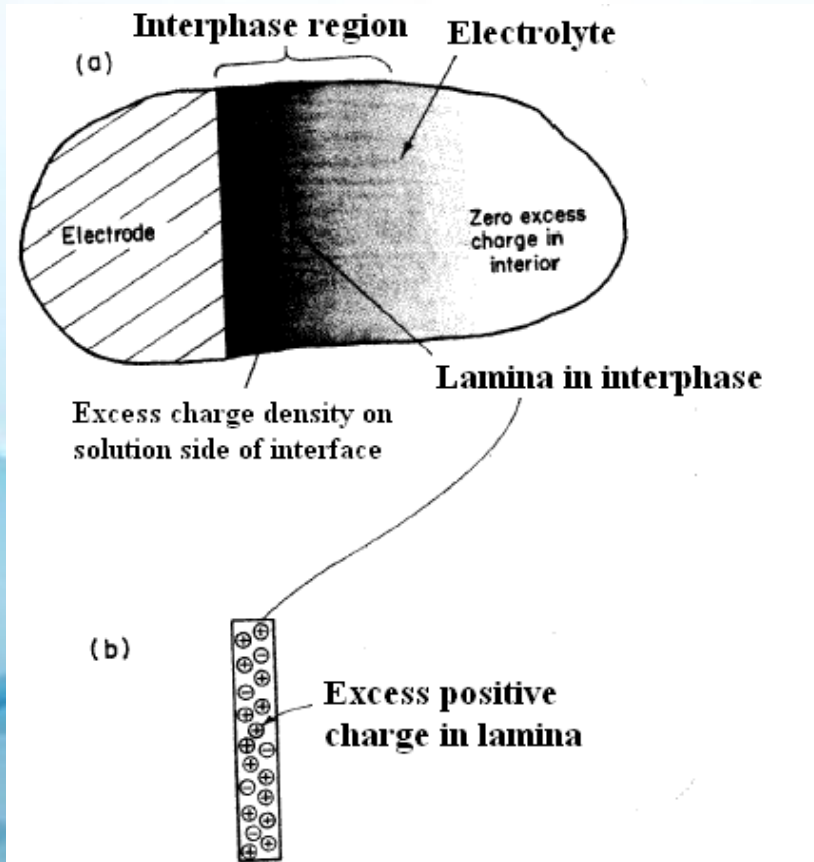 Interphase region
Electrolyte
(a)
Electrode
Zero excess
charge in
interior
Lamina in interphase
Excess charge density on
solution side of interface
(b)
Excess positive
charge in lamina